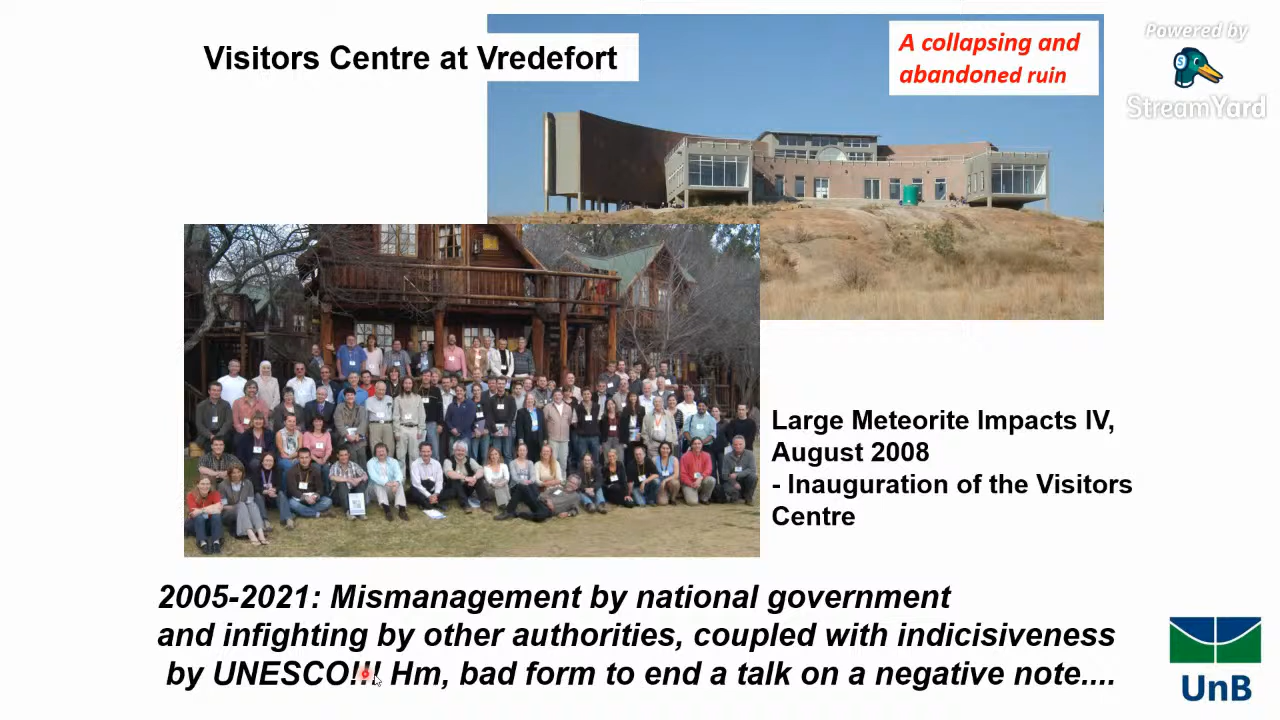 Visitors Centre at Vredefort
A collapsing and
abandoned ruin
Powered by
StreamYard
Large Meteorite Impacts IV,
August 2008
- Inauguration of the Visitors
Centre
2005-2021: Mismanagement by national government
and infighting by other authorities, coupled with indicisiveness
by UNESCO!!! Hm, bad form to end a talk on a negative note....
UnB